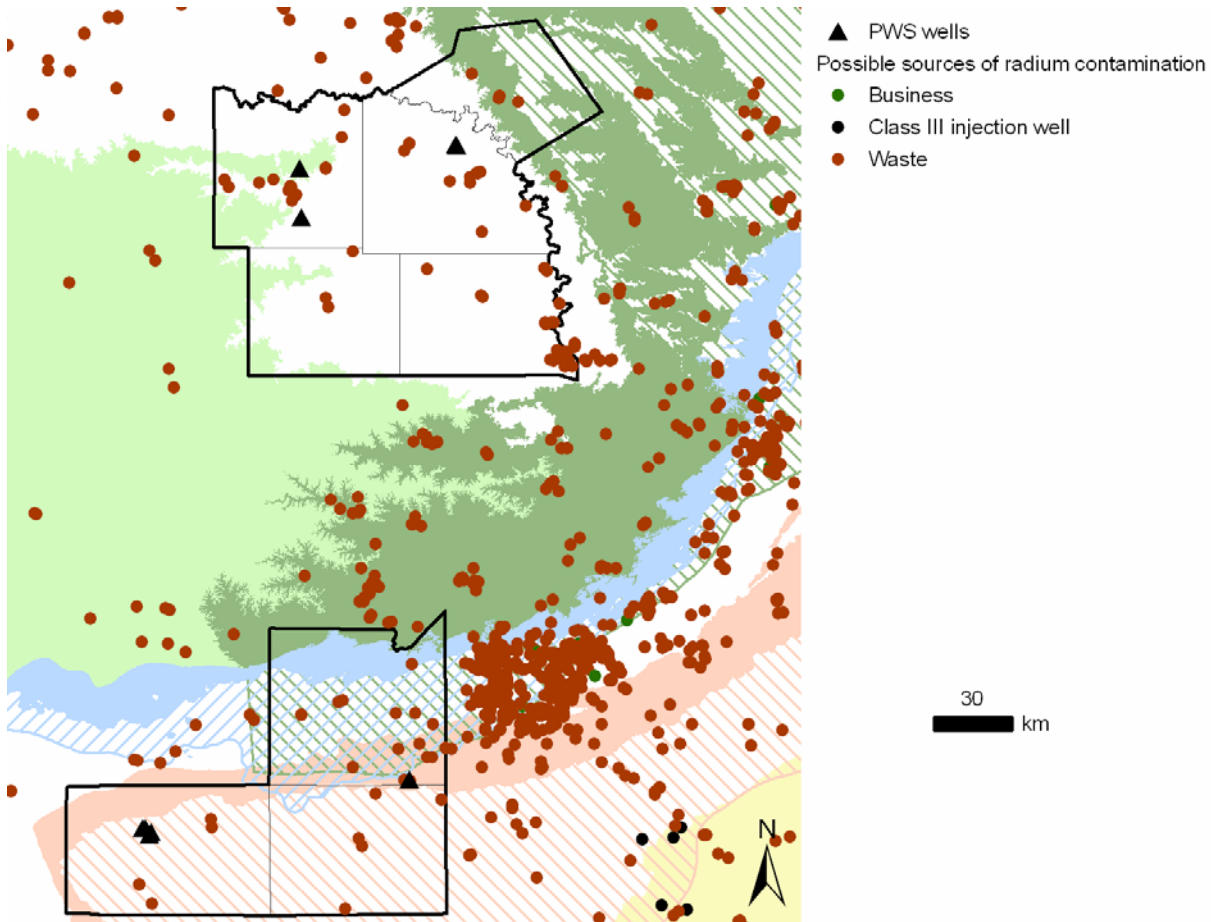 PWS wells
Possible sources of radium contamination
Business
Class III injection well
Waste
30
km
N